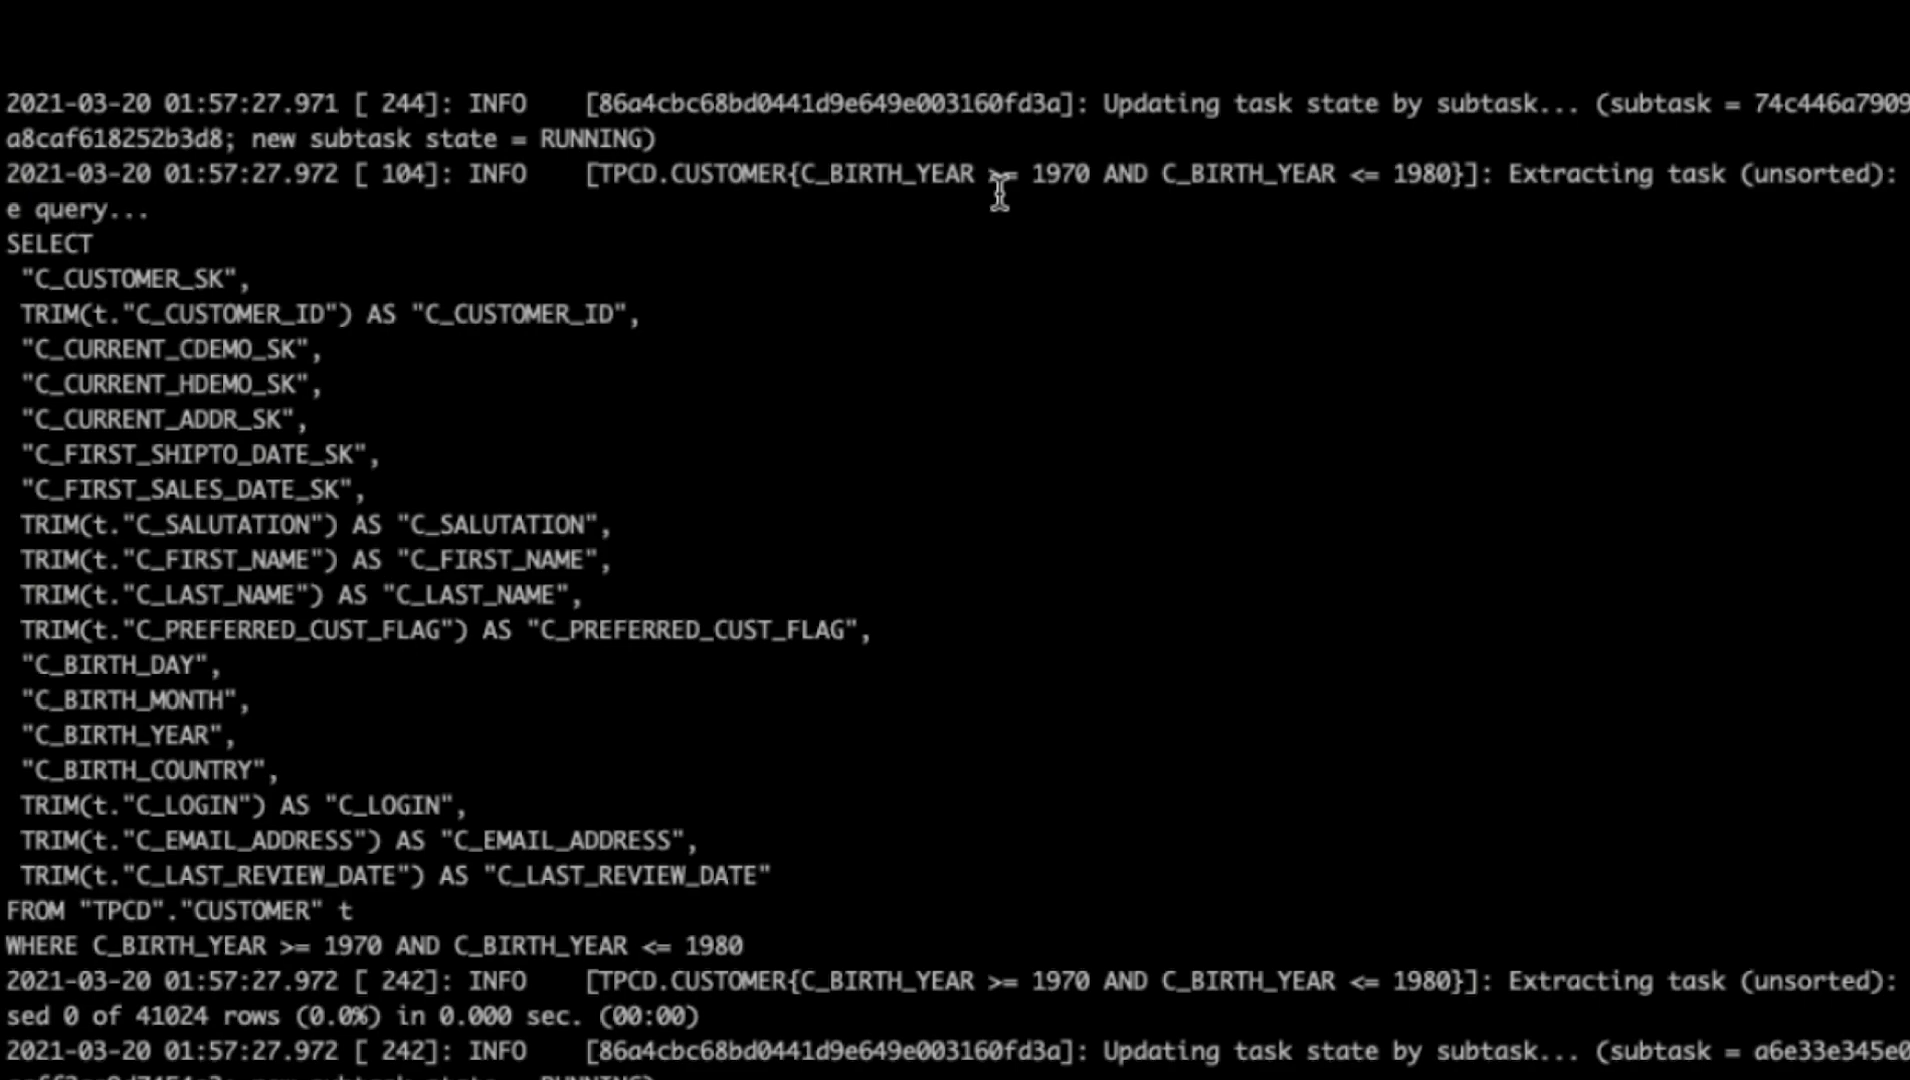 2021-03-20 01:57:27.971 [ 244]: INFO    [86a4cbc68bd0441d9e649e003160fd3a]: Updating task state by subtask... (subtask = 74c446a7909
a8caf618252b3d8; new subtask state = RUNNING)
2021-03-20 01:57:27.972 [ 104]: INFO    [TPCD.CUSTOMER{C_BIRTH_YEAR >= 1970 AND C_BIRTH_YEAR <= 1980}]: Extracting task (unsorted):
e query...
SELECT
 "C_CUSTOMER_SK",
 TRIM(t."C_CUSTOMER_ID") AS "C_CUSTOMER_ID",
 "C_CURRENT_CDEMO_SK",
 "C_CURRENT_HDEMO_SK",
 "C_CURRENT_ADDR_SK",
 "C_FIRST_SHIPTO_DATE_SK",
 "C_FIRST_SALES_DATE_SK",
 TRIM(t."C_SALUTATION") AS "C_SALUTATION",
 TRIM(t."C_FIRST_NAME") AS "C_FIRST_NAME",
 TRIM(t."C_LAST_NAME") AS "C_LAST_NAME",
 TRIM(t."C_PREFERRED_CUST_FLAG") AS "C_PREFERRED_CUST_FLAG",
 "C_BIRTH_DAY",
 "C_BIRTH_MONTH",
 "C_BIRTH_YEAR",
 "C_BIRTH_COUNTRY",
 TRIM(t."C_LOGIN") AS "C_LOGIN",
 TRIM(t."C_EMAIL_ADDRESS") AS "C_EMAIL_ADDRESS",
 TRIM(t."C_LAST_REVIEW_DATE") AS "C_LAST_REVIEW_DATE"
FROM "TPCD"."CUSTOMER" t
WHERE C_BIRTH_YEAR >= 1970 AND C_BIRTH_YEAR <= 1980
2021-03-20 01:57:27.972 [ 242]: INFO    [TPCD.CUSTOMER{C_BIRTH_YEAR >= 1970 AND C_BIRTH_YEAR <= 1980}]: Extracting task (unsorted):
sed 0 of 41024 rows (0.0%) in 0.000 sec. (00:00)
2021-03-20 01:57:27.972 [ 242]: INFO    [86a4cbc68bd0441d9e649e003160fd3a]: Updating task state by subtask... (subtask = a6e33e345e0